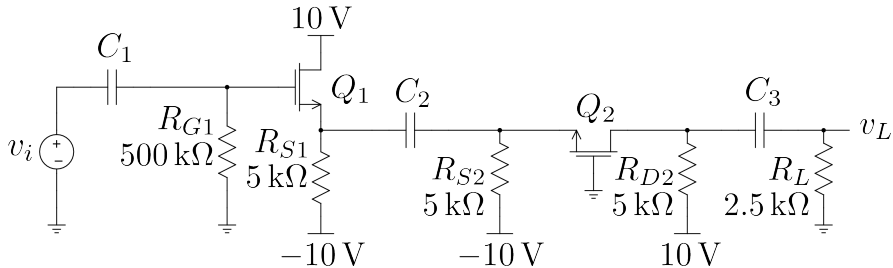 10 V
C1
Q1
RG1
500 kΩ
vi
+
−
RS1
5 kΩ
−10 V
C2
RS2
5 kΩ
−10 V
Q2
RD2
5 kΩ
10 V
C3
vL
RL
2.5 kΩ